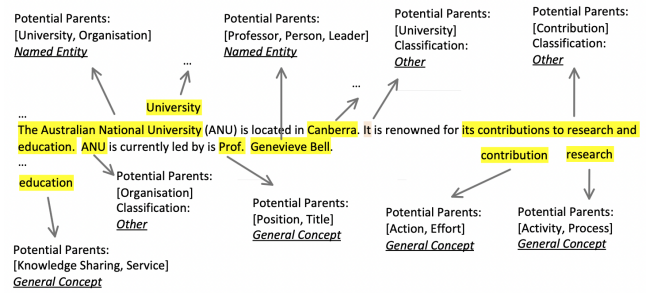 Potential Parents:
[University, Organisation]
Named Entity
Potential Parents:
[Professor, Person, Leader]
Named Entity
Potential Parents:
[University]
Classification:
Other
Potential Parents:
[Contribution]
Classification:
Other
...
...
University
...
The Australian National University (ANU) is located in Canberra. It is renowned for its contributions to research and
education. ANU is currently led by is Prof. Genevieve Bell.
...
education
contribution
research
Potential Parents:
[Organisation]
Classification:
Other
Potential Parents:
[Position, Title]
General Concept
Potential Parents:
[Action, Effort]
General Concept
Potential Parents:
[Activity, Process]
General Concept
Potential Parents:
[Knowledge Sharing, Service]
General Concept